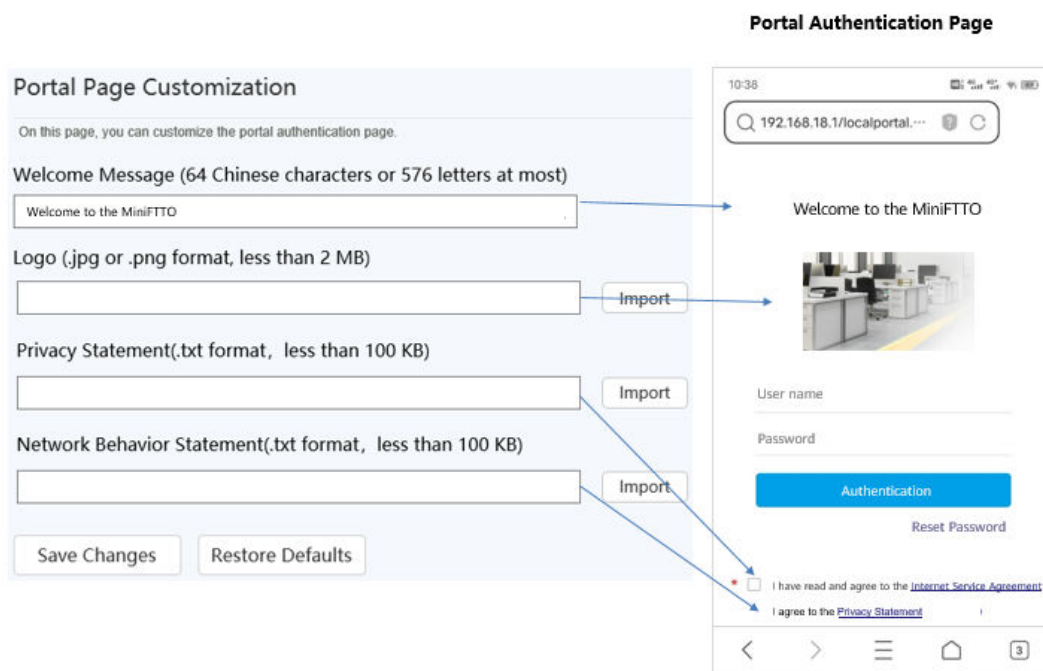 Portal Authentication Page
Portal Page Customization
On this page, you can customize the portal authentication page.
Welcome Message (64 Chinese characters or 576 letters at most)
Welcome to the MiniFTTO
Logo (.jpg or .png format, less than 2 MB)
Import
Privacy Statement(.txt format，less than 100 KB)
Import
Network Behavior Statement(.txt format，less than 100 KB)
Import
Save Changes
Restore Defaults
10:38
192.168.18.1/localportal.···
Welcome to the MiniFTTO
User name
Password
Authentication
Reset Password
* I have read and agree to the Internet Service Agreement
I agree to the Privacy Statement
3